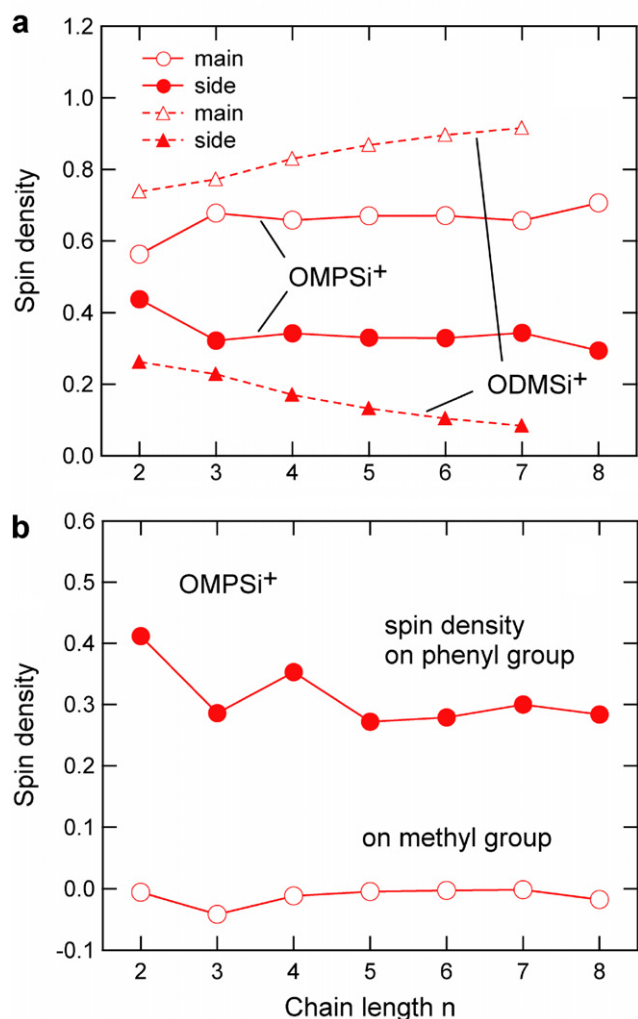 a
1.2
1.0
0.8
0.6
0.4
0.2
0.0
Spin density
main
side
main
side
OMPSi+
ODMSi+
2 3 4 5 6 7 8
b
0.6
0.5
0.4
0.3
0.2
0.1
0.0
-0.1
Spin density
OMPSi+
spin density
on phenyl group
on methyl group
2 3 4 5 6 7 8
Chain length n